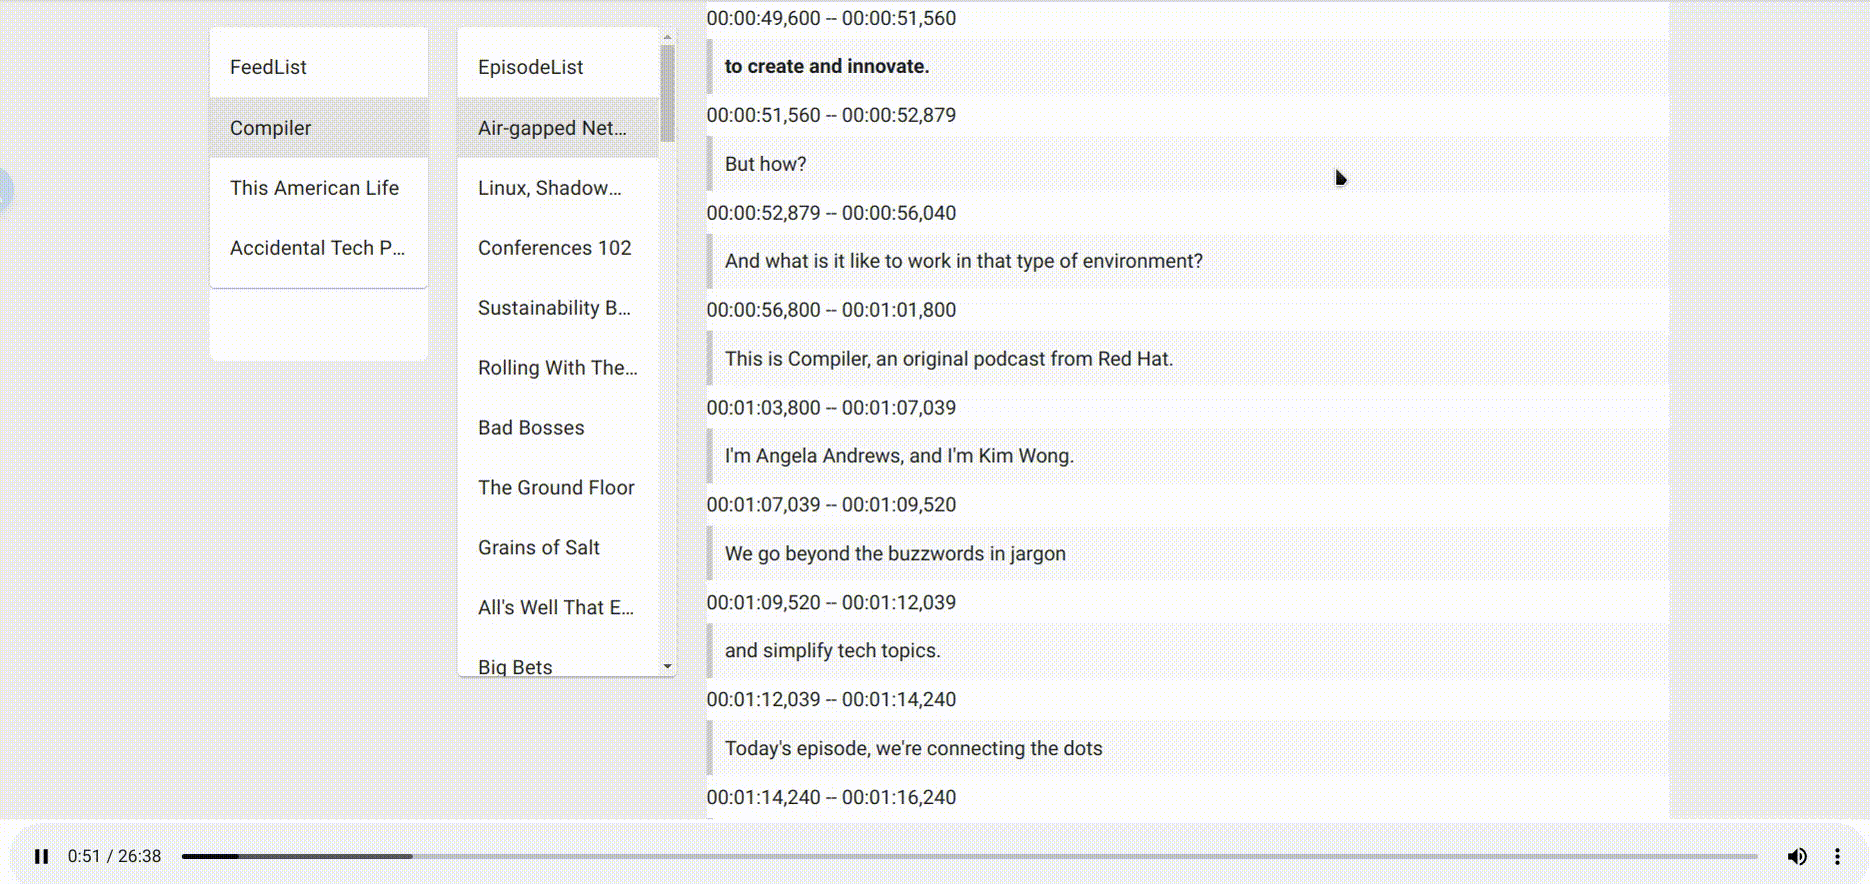 FeedList
Compiler
This American Life
Accidental Tech P...
EpisodeList
Air-gapped Net...
Linux, Shadow...
Conferences 102
Sustainability B...
Rolling With The...
Bad Bosses
The Ground Floor
Grains of Salt
All's Well That E...
Big Bets
00:00:49,600 -- 00:00:51,560
to create and innovate.
00:00:51,560 -- 00:00:52,879
But how?
00:00:52,879 -- 00:00:56,040
And what is it like to work in that type of environment?
00:00:56,800 -- 00:01:01,800
This is Compiler, an original podcast from Red Hat.
00:01:03,800 -- 00:01:07,039
I'm Angela Andrews, and I'm Kim Wong.
00:01:07,039 -- 00:01:09,520
We go beyond the buzzwords in jargon
00:01:09,520 -- 00:01:12,039
and simplify tech topics.
00:01:12,039 -- 00:01:14,240
Today's episode, we're connecting the dots
00:01:14,240 -- 00:01:16,240
0:51 / 26:38